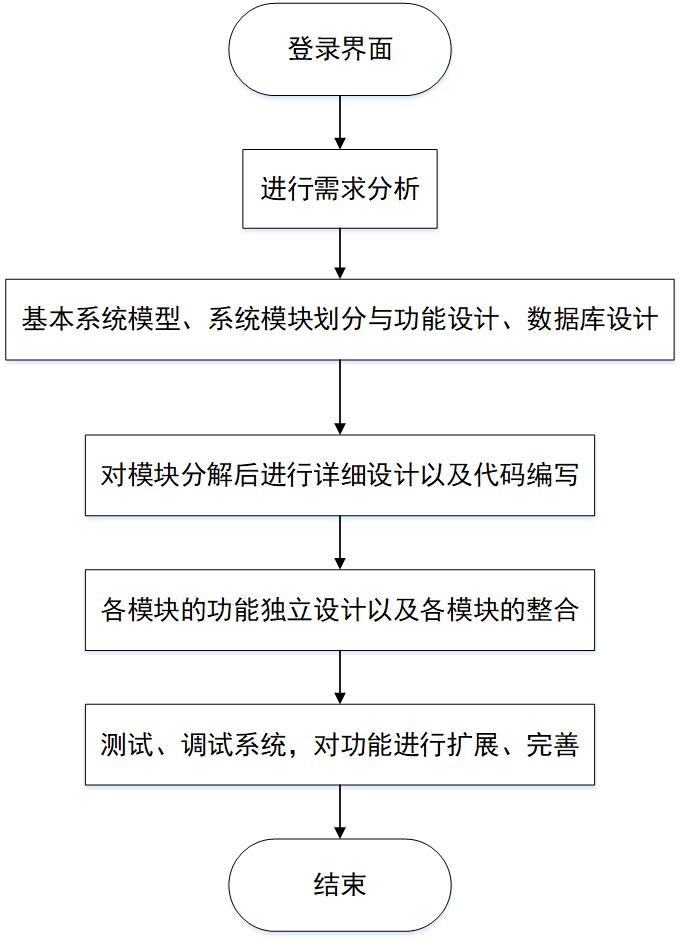 登录界面
进行需求分析
基本系统模型、系统模块划分与功能设计、数据库设计
对模块分解后进行详细设计以及代码编写
各模块的功能独立设计以及各模块的整合
测试、调试系统，对功能进行扩展、完善
结束